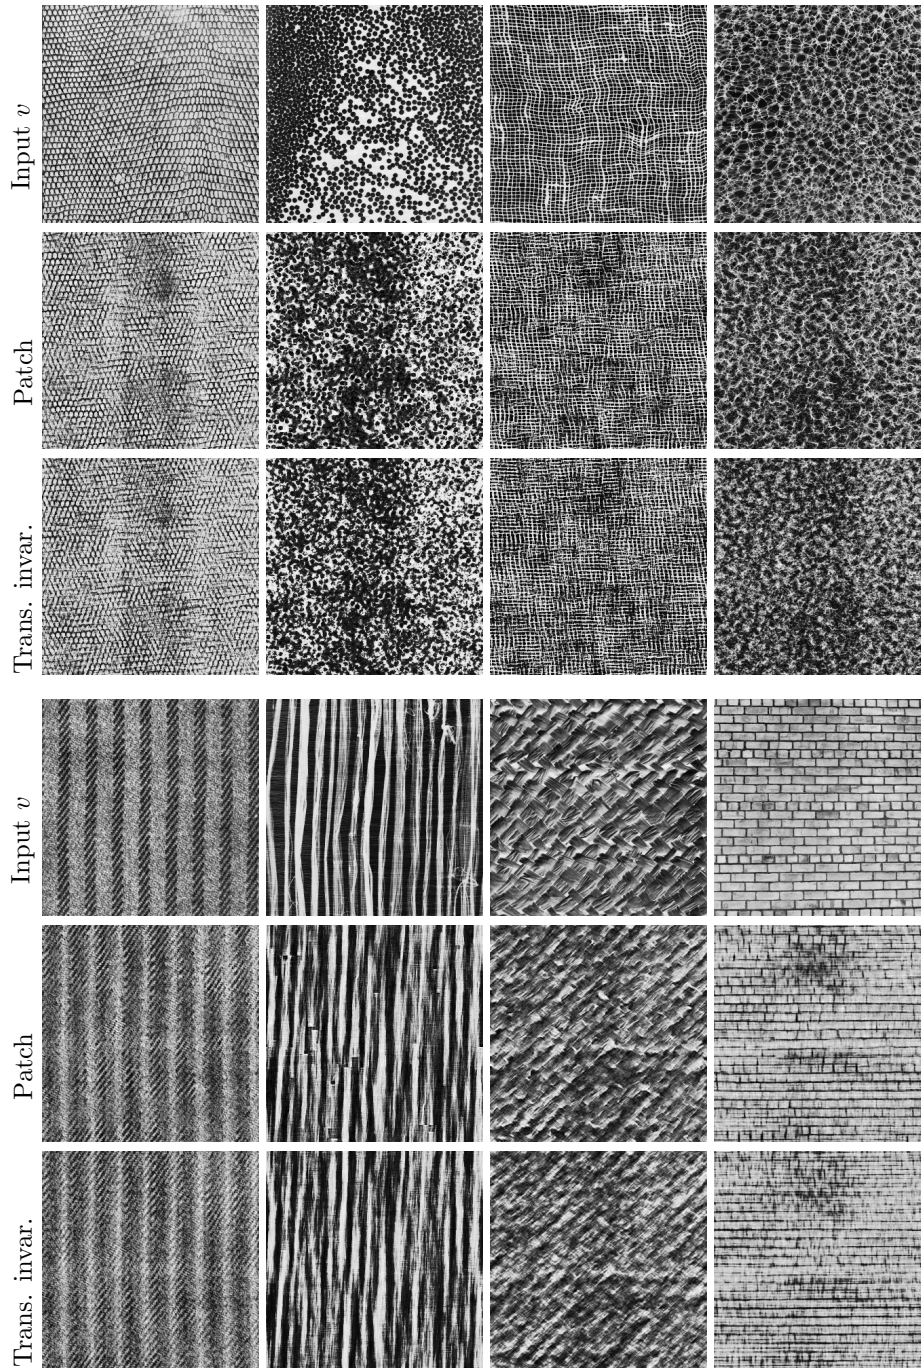 Input v
Patch
Trans. invar.
Input v
Patch
Trans. invar.